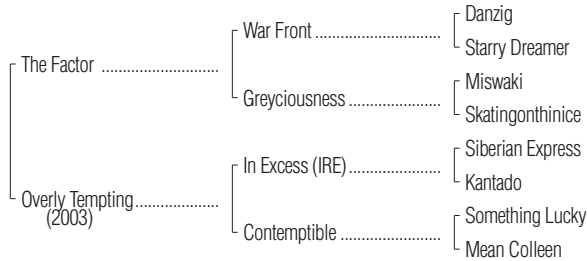 Danzig
War Front
Starry Dreamer
The Factor
Miswaki
Greyciousness
Skatingonthinice
Siberian Express
In Excess (IRE)
Kantado
Overly Tempting
(2003)
Something Lucky
Contemptible
Mean Colleen